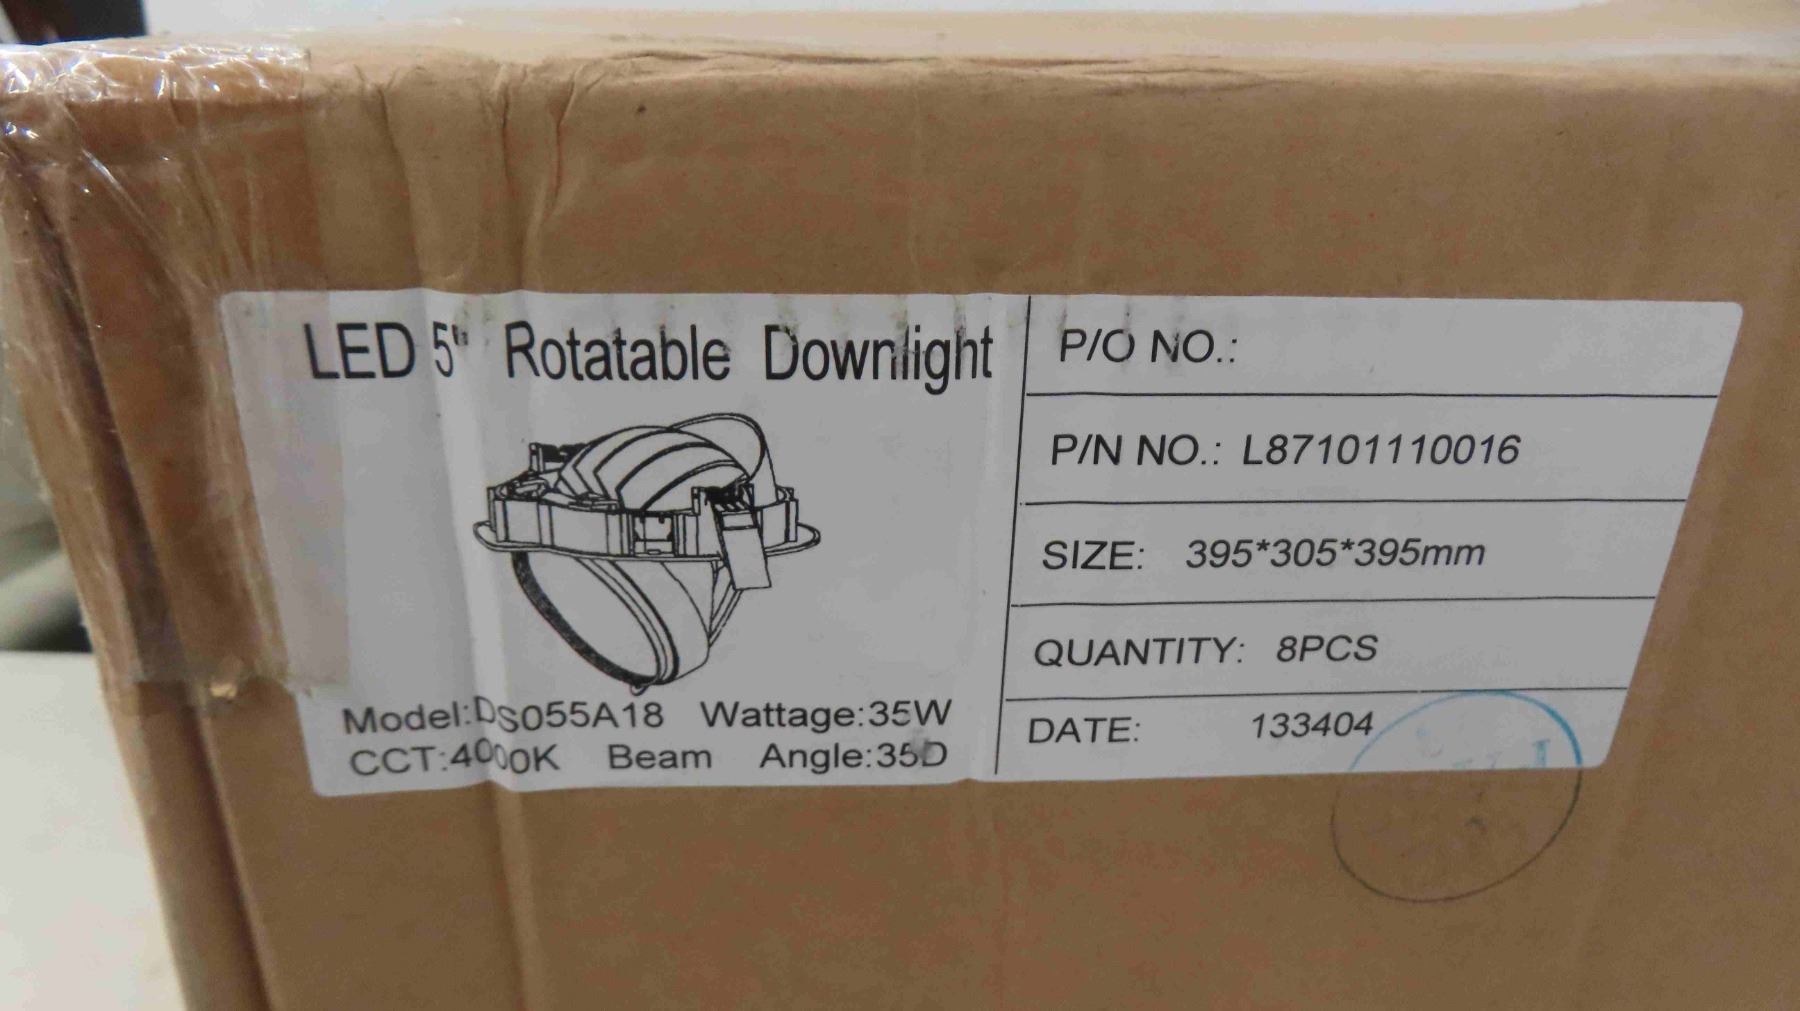 LED 5" Rotatable Downlight
Model:DS055A18 Wattage:35W
CCT:4000K Beam Angle:35D
P/O NO.:
P/N NO.: L87101110016
SIZE: 395*305*395mm
QUANTITY: 8PCS
DATE: 133404